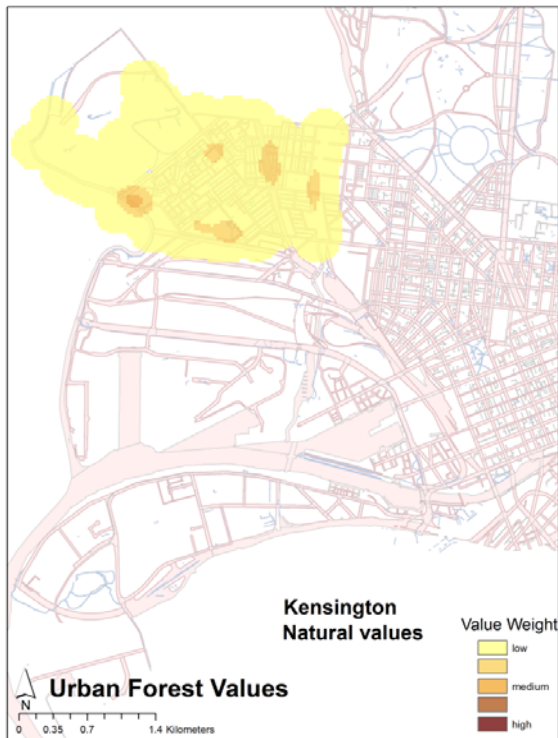 Kensington
Natural values
Value Weight
low
medium
high
Urban Forest Values
N
0 0.35 0.7 1.4 Kilometers